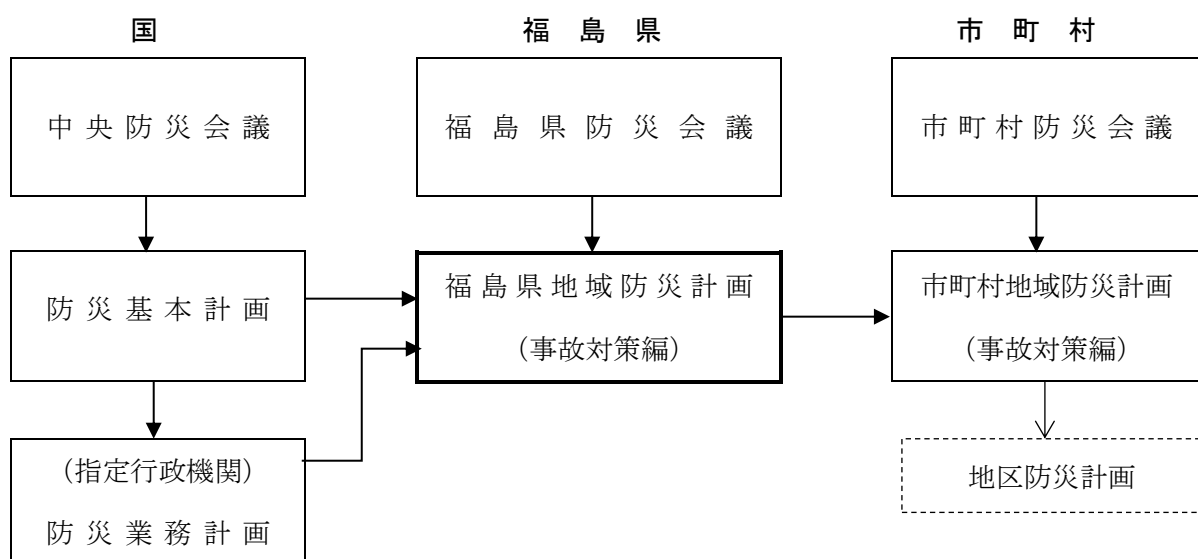 国
福島県
市町村
中央防災会議
福島県防災会議
市町村防災会議
防災基本計画
福島県地域防災計画
（事故対策編）
市町村地域防災計画
（事故対策編）
（指定行政機関）
防災業務計画
地区防災計画